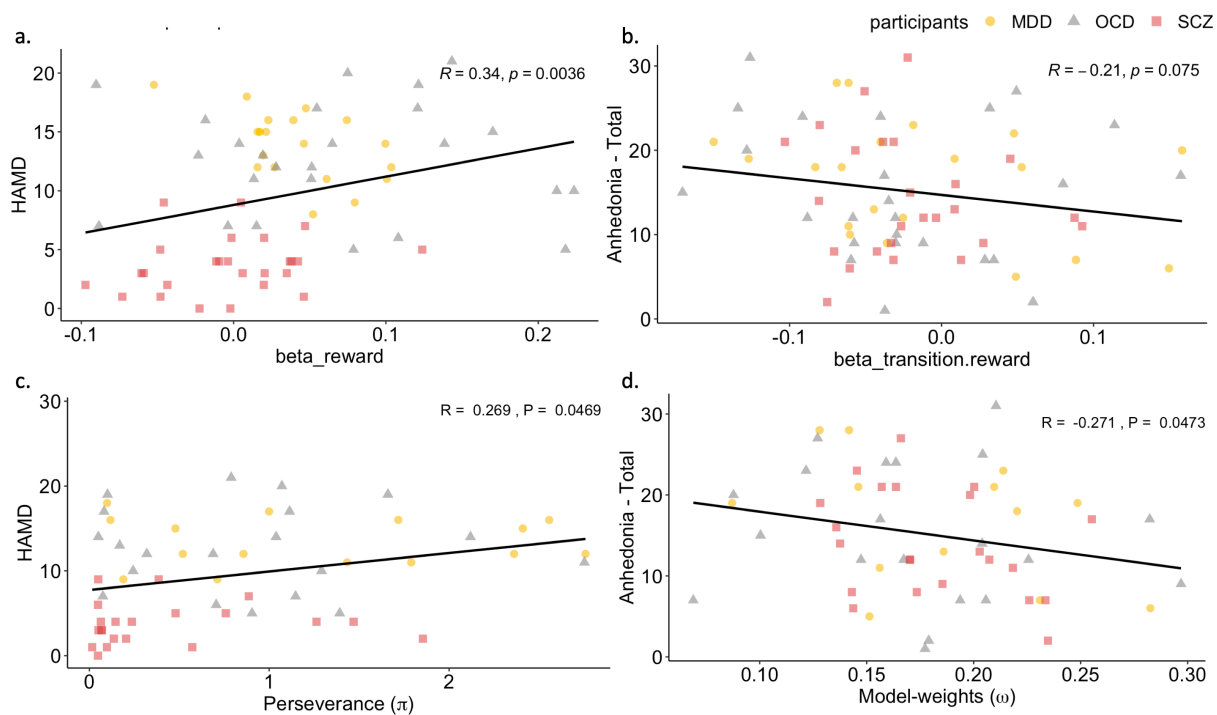 participants MDD OCD SCZ
a.
R = 0.34, p = 0.0036
HAMD
20
15
10
5
0
-0.1 0.0 0.1 0.2
beta_reward
b.
R = − 0.21, p = 0.075
Anhedonia - Total
30
20
10
0
-0.1 0.0 0.1
beta_transition.reward
c.
R = 0.269 , P = 0.0469
HAMD
30
20
10
0
0 1 2
Perseverance (π)
d.
R = -0.271 , P = 0.0473
Anhedonia - Total
30
20
10
0
0.10 0.15 0.20 0.25 0.30
Model-weights (ω)